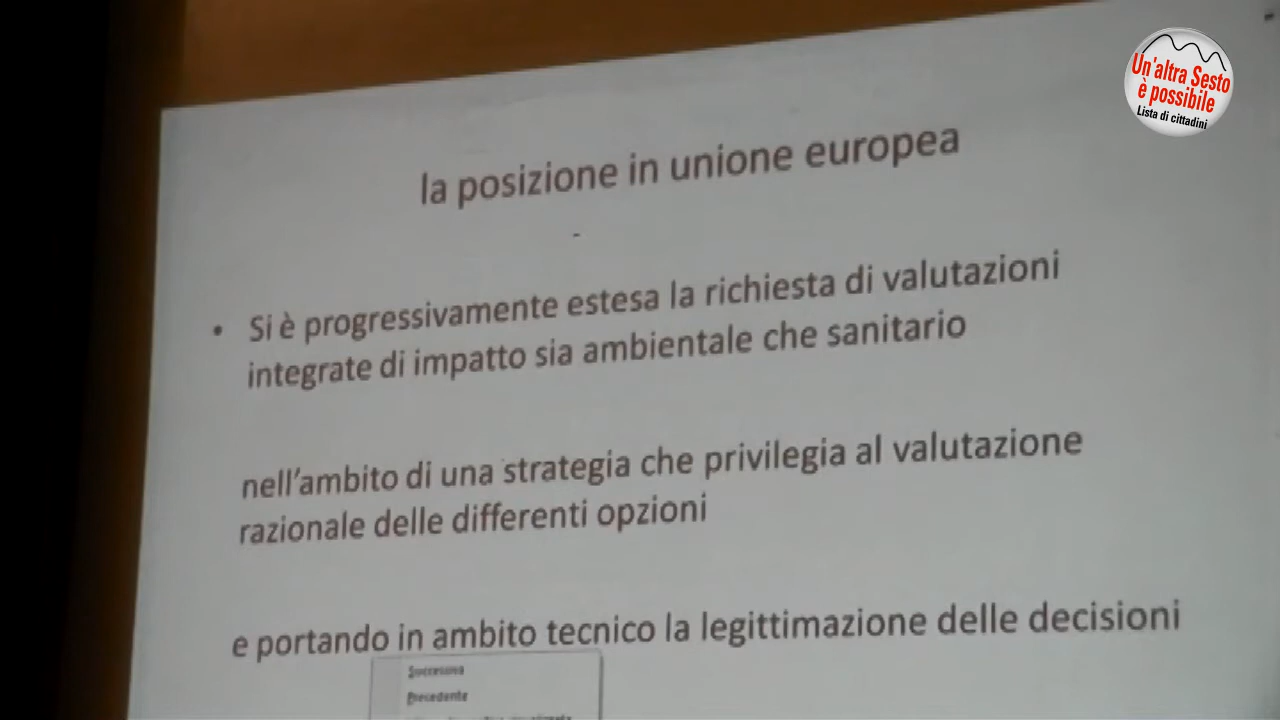 Un'altra Sesto
è possibile
Lista di cittadini
la posizione in unione europea
• Si è progressivamente estesa la richiesta di valutazioni
integrate di impatto sia ambientale che sanitario
nell'ambito di una strategia che privilegia al valutazione
razionale delle differenti opzioni
e portando in ambito tecnico la legittimazione delle decisioni
Successiva
Precedente